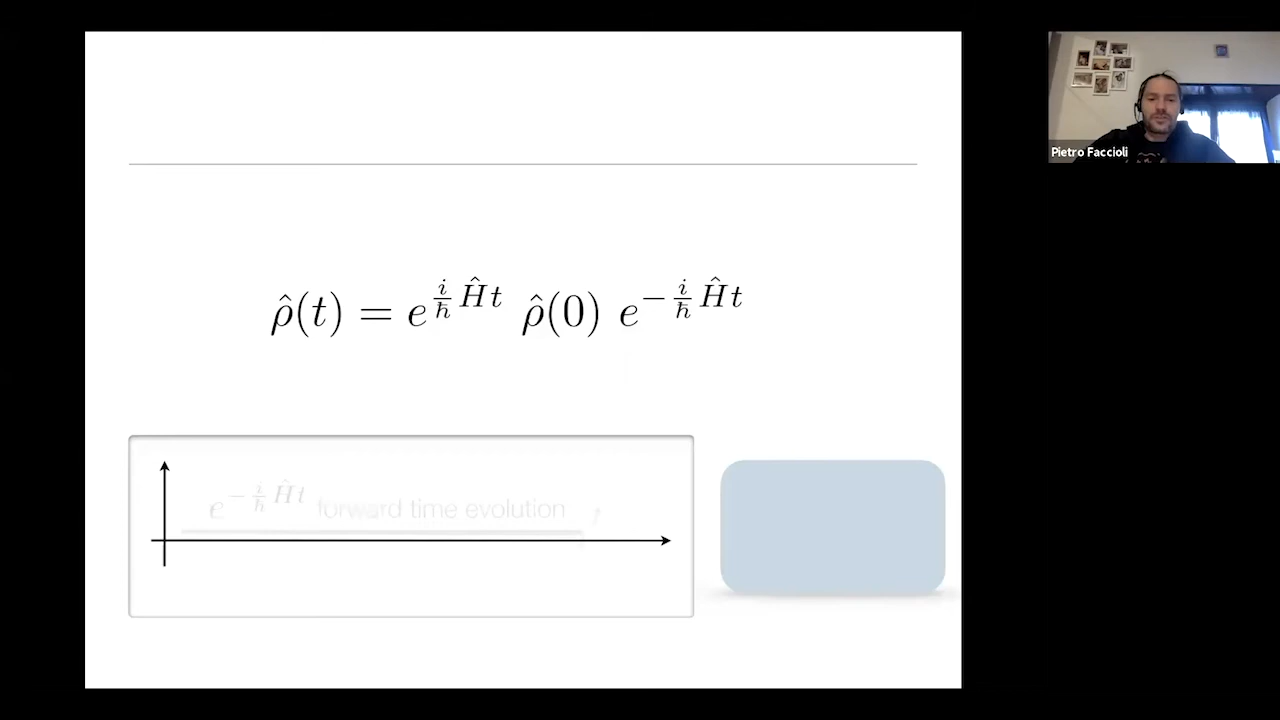 Pietro Faccioli
ρ̂(t) = e^{i/ħ Ĥt} ρ̂(0) e^{−i/ħ Ĥt}
e^{−i/ħ Ĥt} forward time evolution